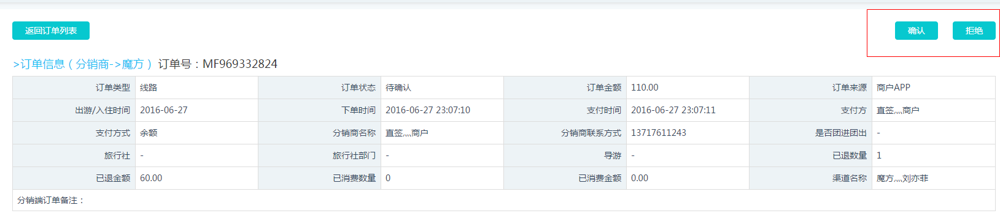 返回订单列表 确认 拒绝
>订单信息（分销商->魔方） 订单号：MF969332824
订单类型 线路 订单状态 待确认 订单金额 110.00 订单来源 商户APP
出游/入住时间 2016-06-27 下单时间 2016-06-27 23:07:10 支付时间 2016-06-27 23:07:11 支付方 直签灬商户
支付方式 余额 分销商名称 直签灬商户 分销商联系方式 13717611243 是否团进团出 -
旅行社 - 旅行社部门 - 导游 - 已退数量 1
已退金额 60.00 已消费数量 0 已消费金额 0.00 渠道名称 魔方灬刘亦菲
分销端订单备注：